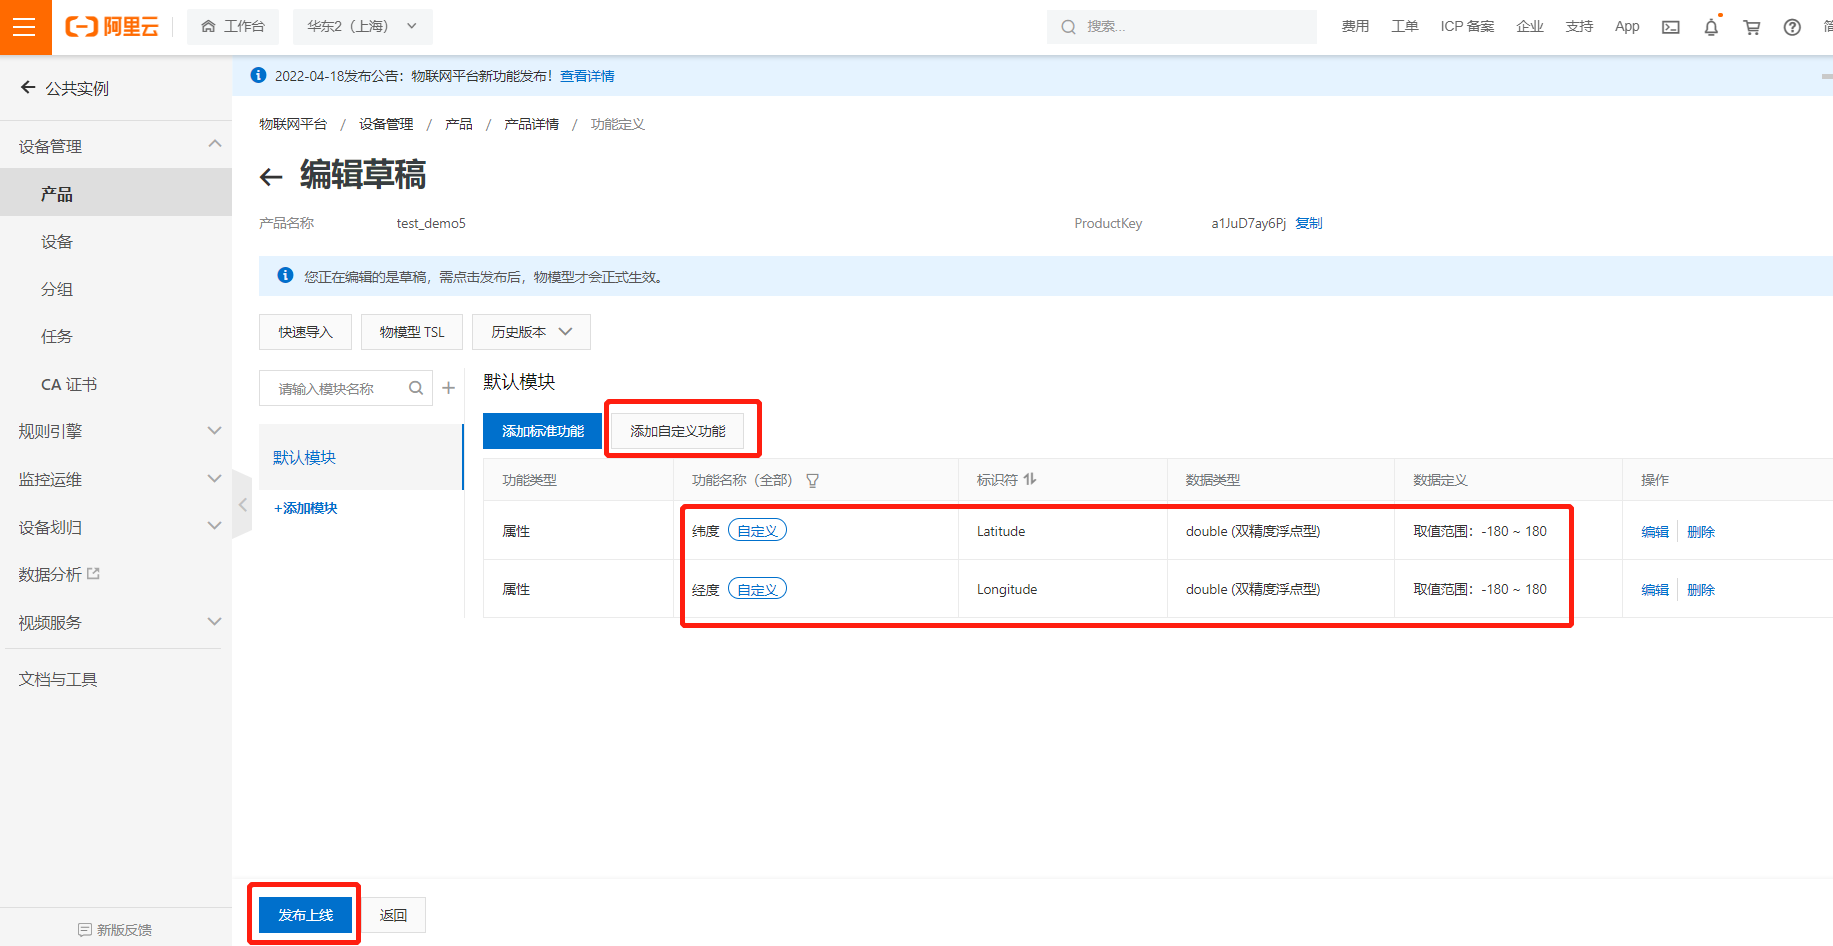 阿里云
工作台
华东2（上海）
搜索...
费用
工单
ICP 备案
企业
支持
App
公共实例
设备管理
产品
设备
分组
任务
CA 证书
规则引擎
监控运维
设备划归
数据分析
视频服务
文档与工具
新版反馈
2022-04-18发布公告：物联网平台新功能发布！查看详情
物联网平台 / 设备管理 / 产品 / 产品详情 / 功能定义
编辑草稿
产品名称 test_demo5 ProductKey a1JuD7ay6Pj 复制
您正在编辑的是草稿，需点击发布后，物模型才会正式生效。
快速导入 物模型 TSL 历史版本
请输入模块名称
默认模块
+添加模块
默认模块
添加标准功能 添加自定义功能
功能类型 功能名称（全部） 标识符 数据类型 数据定义 操作
属性 纬度 自定义 Latitude double (双精度浮点型) 取值范围：-180 ~ 180 编辑 删除
属性 经度 自定义 Longitude double (双精度浮点型) 取值范围：-180 ~ 180 编辑 删除
发布上线 返回